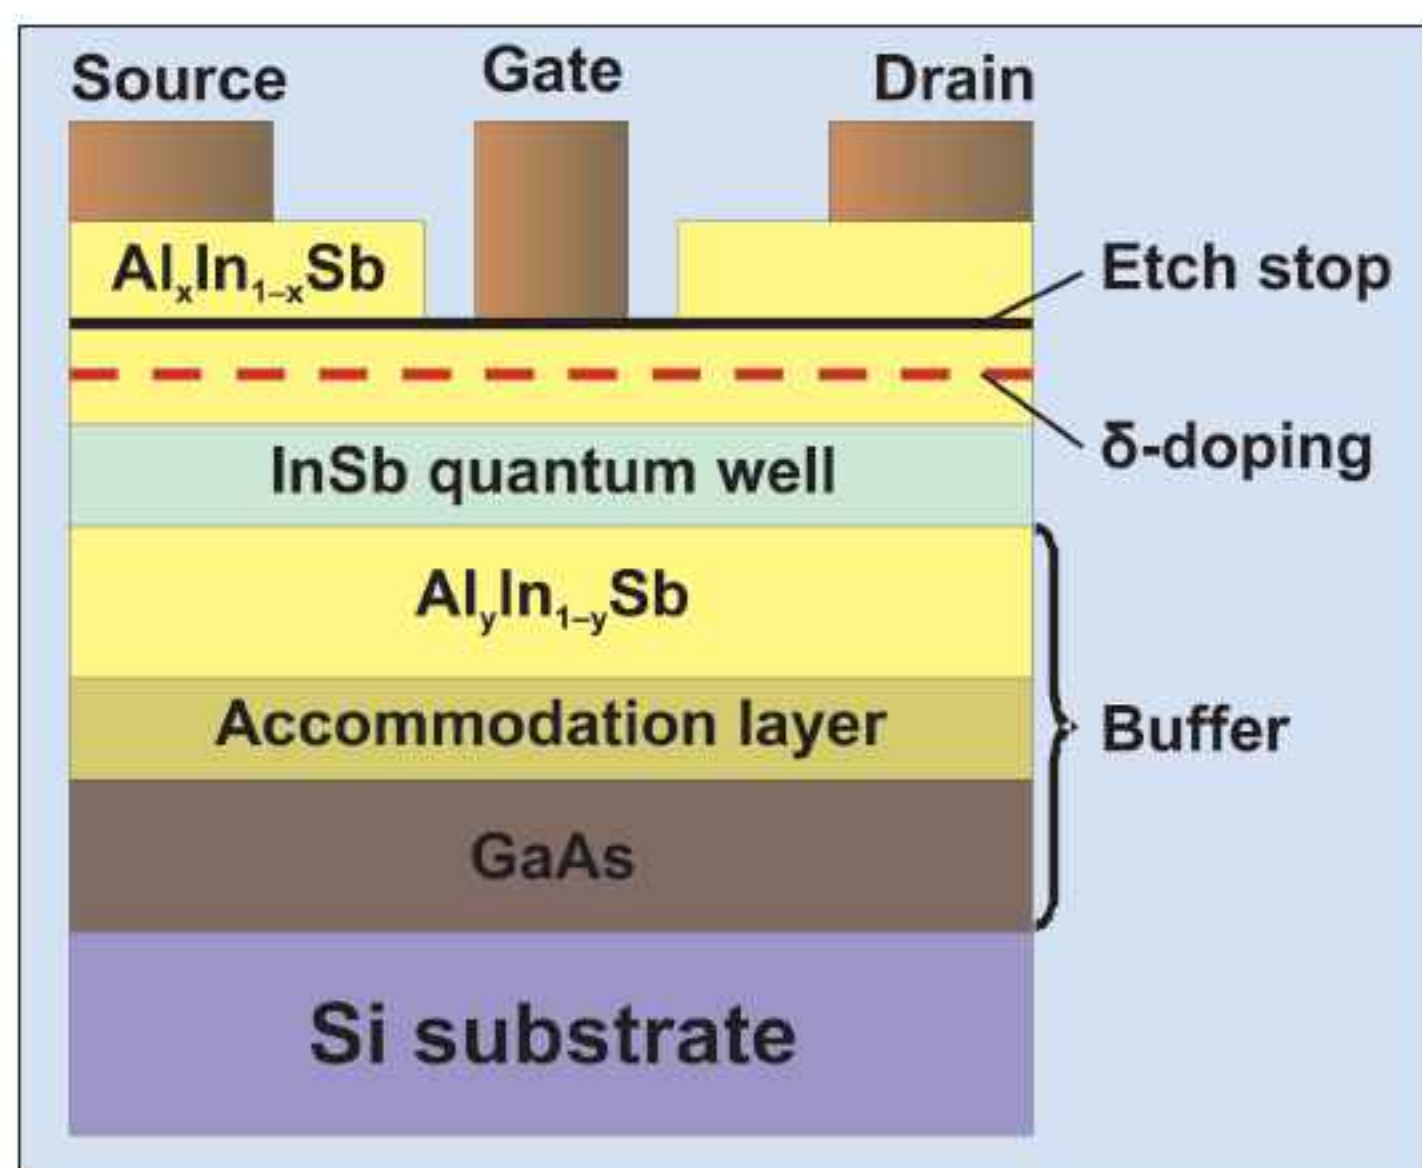 Source
Gate
Drain
AlₓIn₁₋ₓSb
Etch stop
δ-doping
InSb quantum well
AlyIn1–ySb
Accommodation layer
Buffer
GaAs
Si substrate